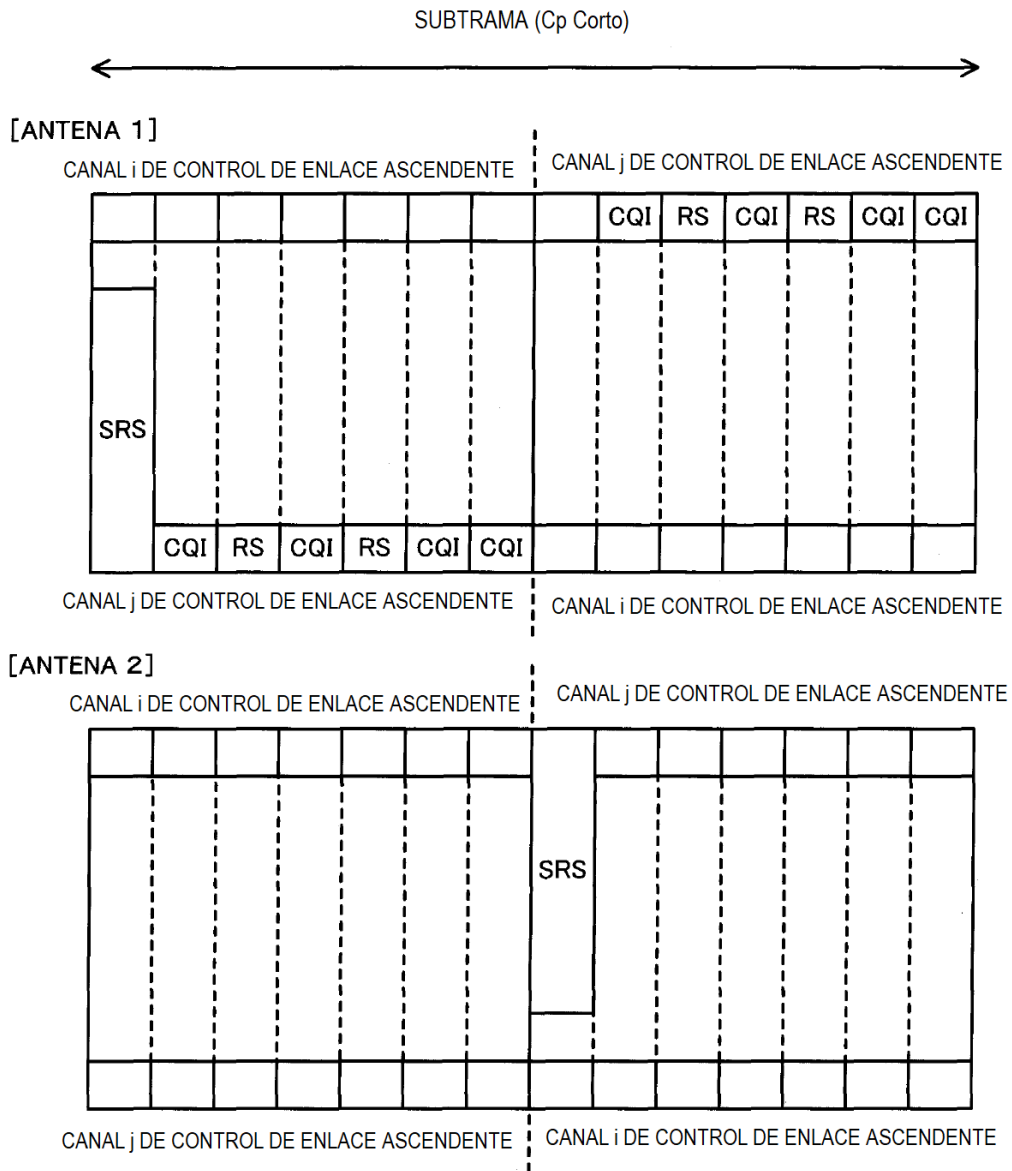 SUBTRAMA (Cp Corto)
[ANTENA 1]
CANAL i DE CONTROL DE ENLACE ASCENDENTE
CANAL j DE CONTROL DE ENLACE ASCENDENTE
CQI RS CQI RS CQI CQI
SRS
CQI RS CQI RS CQI CQI
CANAL j DE CONTROL DE ENLACE ASCENDENTE
CANAL i DE CONTROL DE ENLACE ASCENDENTE
[ANTENA 2]
CANAL i DE CONTROL DE ENLACE ASCENDENTE
CANAL j DE CONTROL DE ENLACE ASCENDENTE
SRS
CANAL j DE CONTROL DE ENLACE ASCENDENTE
CANAL i DE CONTROL DE ENLACE ASCENDENTE